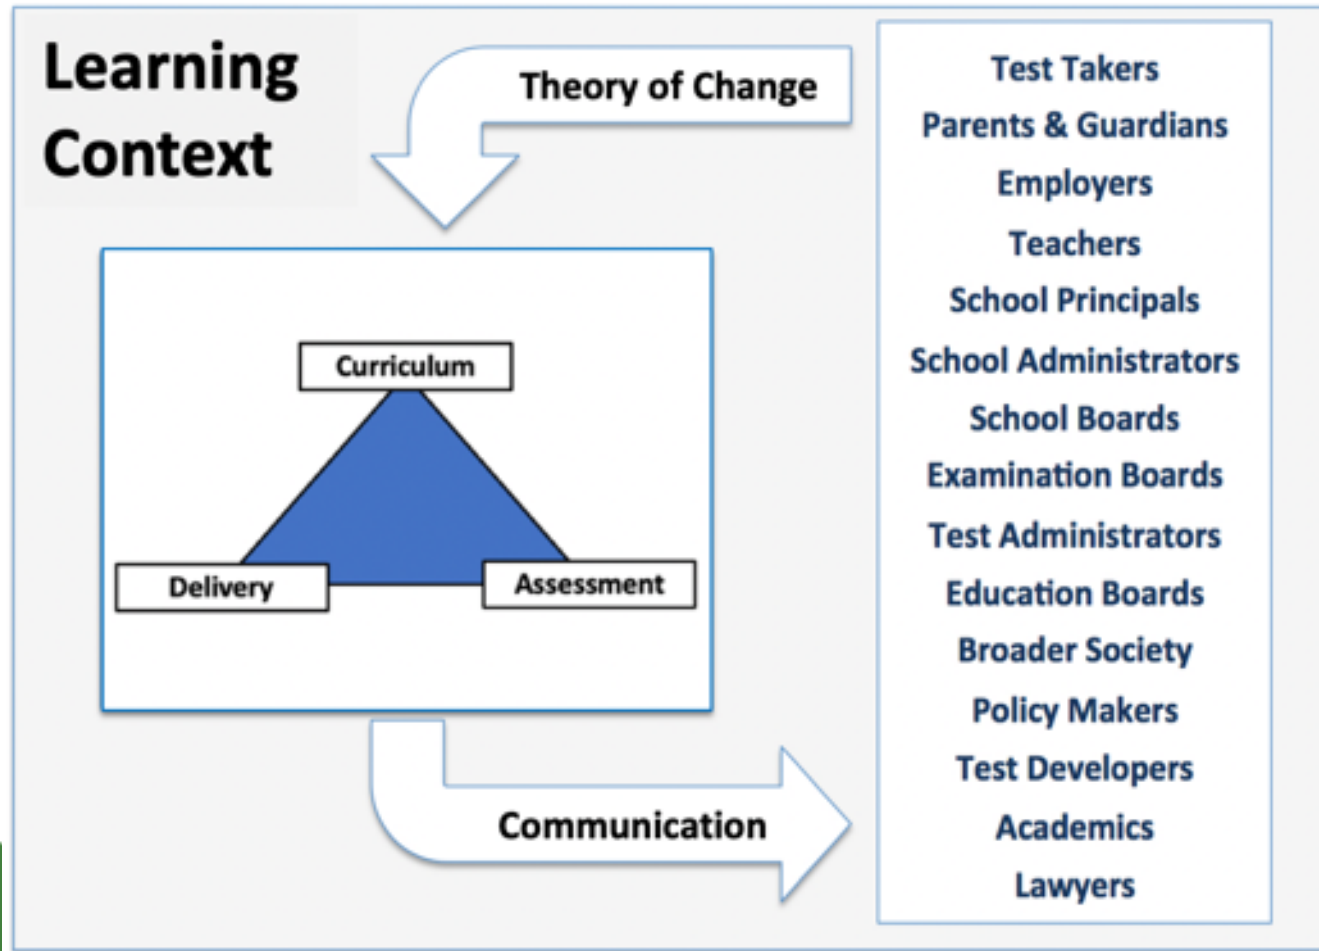 Learning
Context
Theory of Change
Curriculum
Delivery
Assessment
Communication
Test Takers
Parents & Guardians
Employers
Teachers
School Principals
School Administrators
School Boards
Examination Boards
Test Administrators
Education Boards
Broader Society
Policy Makers
Test Developers
Academics
Lawyers